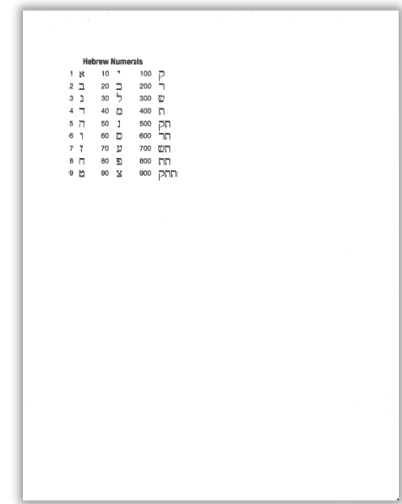 Hebrew Numerals
1 א 10 י 100 ק
2 ב 20 כ 200 ר
3 ג 30 ל 300 ש
4 ד 40 מ 400 ת
5 ה 50 נ 500 תק
6 ו 60 ס 600 תר
7 ז 70 ע 700 תש
8 ח 80 פ 800 תת
9 ט 90 צ 900 תתק